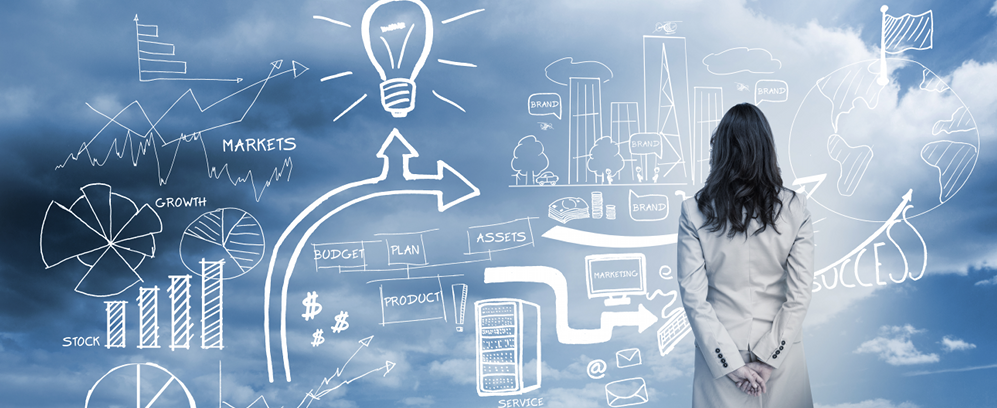 MARKETS
GROWTH
STOCK
BUDGET
PLAN
ASSETS
PRODUCT
!
$
$
$
SERVICE
BRAND
BRAND
BRAND
BRAND
MARKETING
e
@
SUCCESS